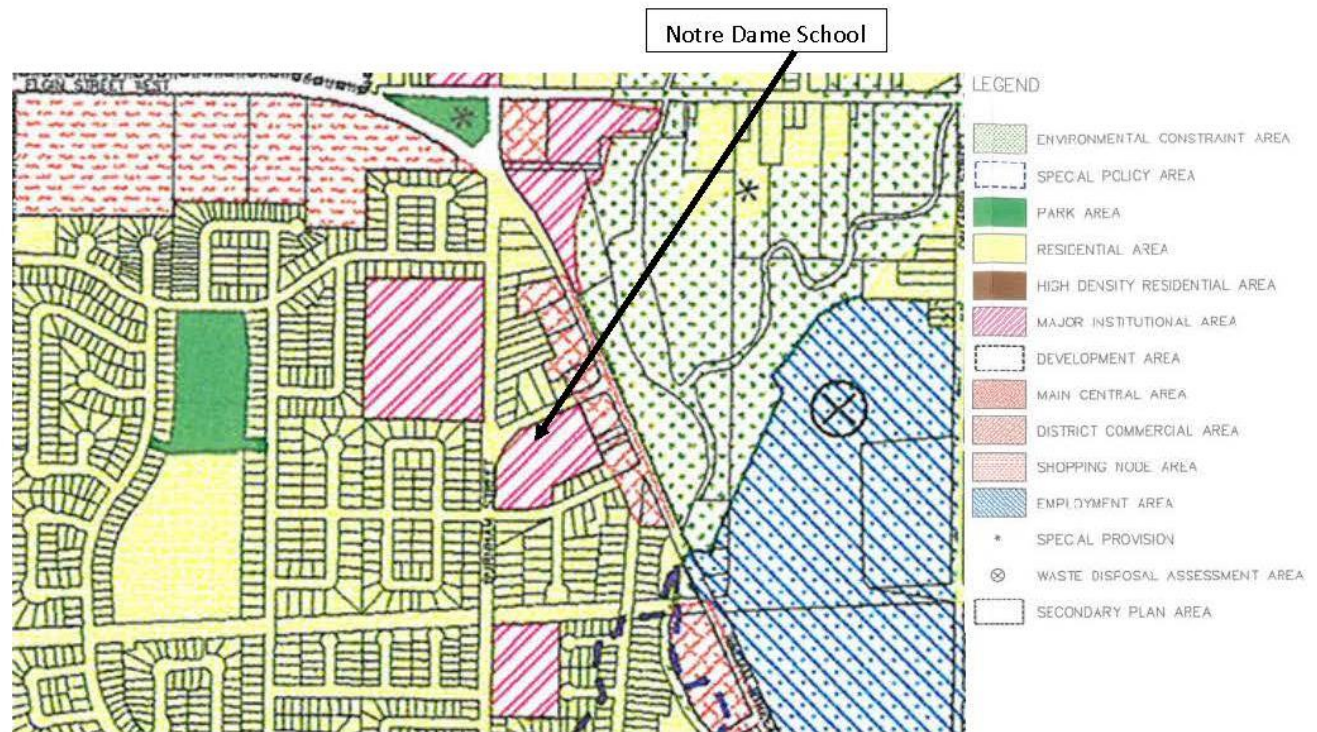 Notre Dame School
ELGIN STREET WEST
LEGEND
ENVIRONMENTAL CONSTRAINT AREA
SPECIAL POLICY AREA
PARK AREA
RESIDENTIAL AREA
HIGH DENSITY RESIDENTIAL AREA
MAJOR INSTITUTIONAL AREA
DEVELOPMENT AREA
MAIN CENTRAL AREA
DISTRICT COMMERCIAL AREA
SHOPPING NODE AREA
EMPLOYMENT AREA
SPECIAL PROVISION
WASTE DISPOSAL ASSESSMENT AREA
SECONDARY PLAN AREA